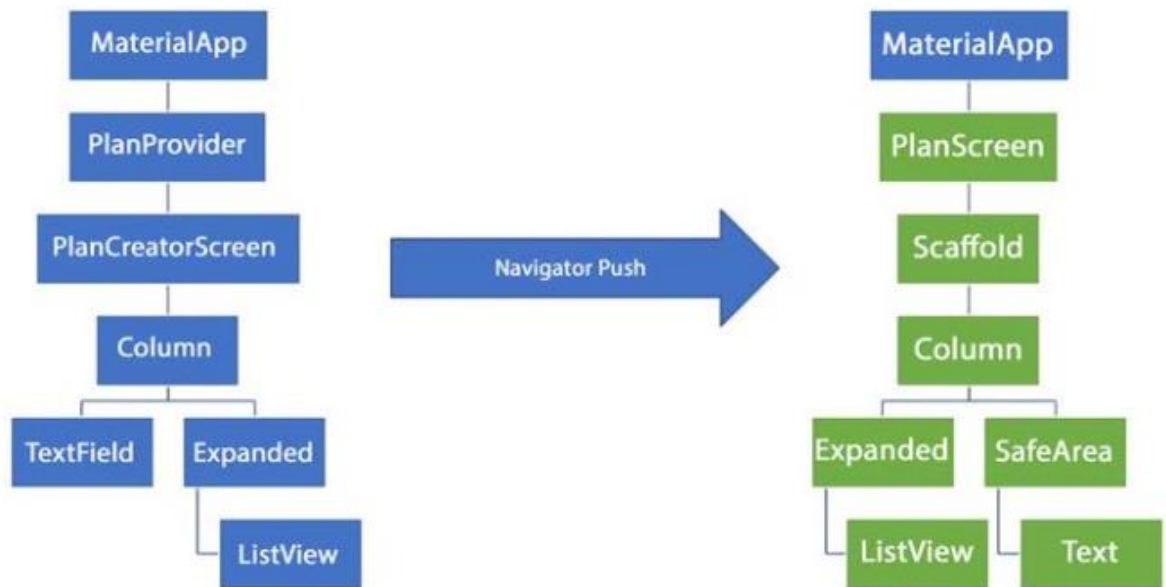 MaterialApp
PlanProvider
PlanCreatorScreen
Column
TextField
Expanded
ListView
Navigator Push
MaterialApp
PlanScreen
Scaffold
Column
Expanded
SafeArea
ListView
Text